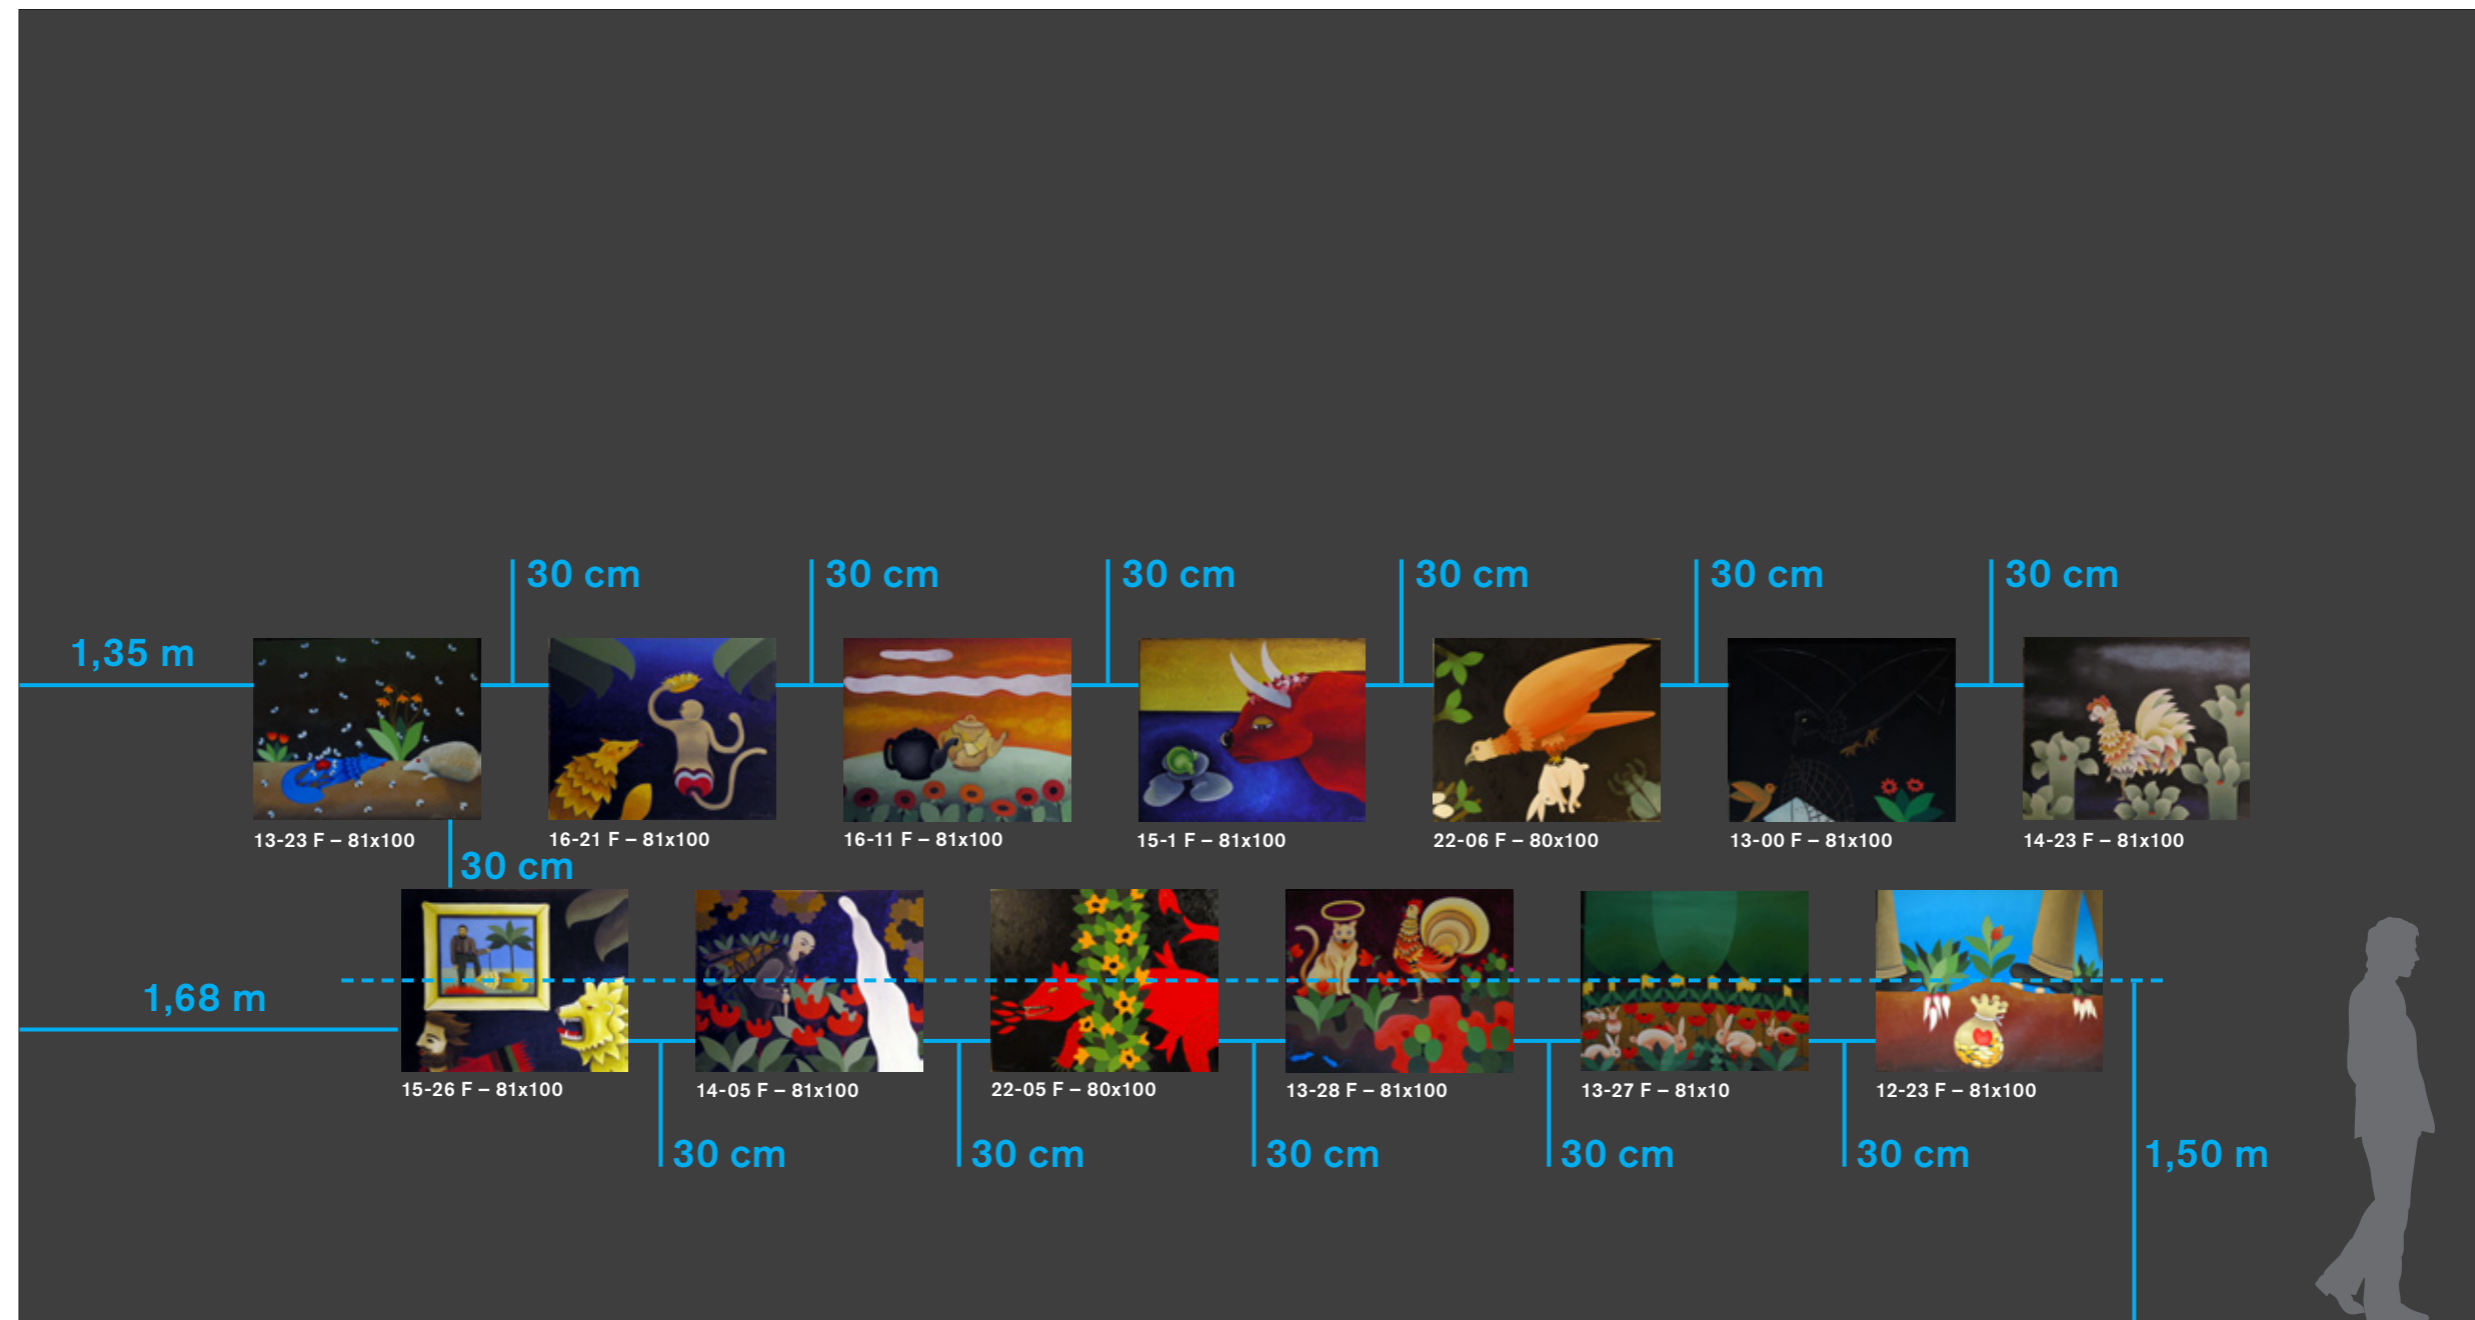 30 cm 30 cm 30 cm 30 cm 30 cm 30 cm
1,35 m
13-23 F – 81x100 16-21 F – 81x100 16-11 F – 81x100 15-1 F – 81x100 22-06 F – 80x100 13-00 F – 81x100 14-23 F – 81x100
30 cm
1,68 m
15-26 F – 81x100 14-05 F – 81x100 22-05 F – 80x100 13-28 F – 81x100 13-27 F – 81x10 12-23 F – 81x100
30 cm 30 cm 30 cm 30 cm 30 cm 1,50 m